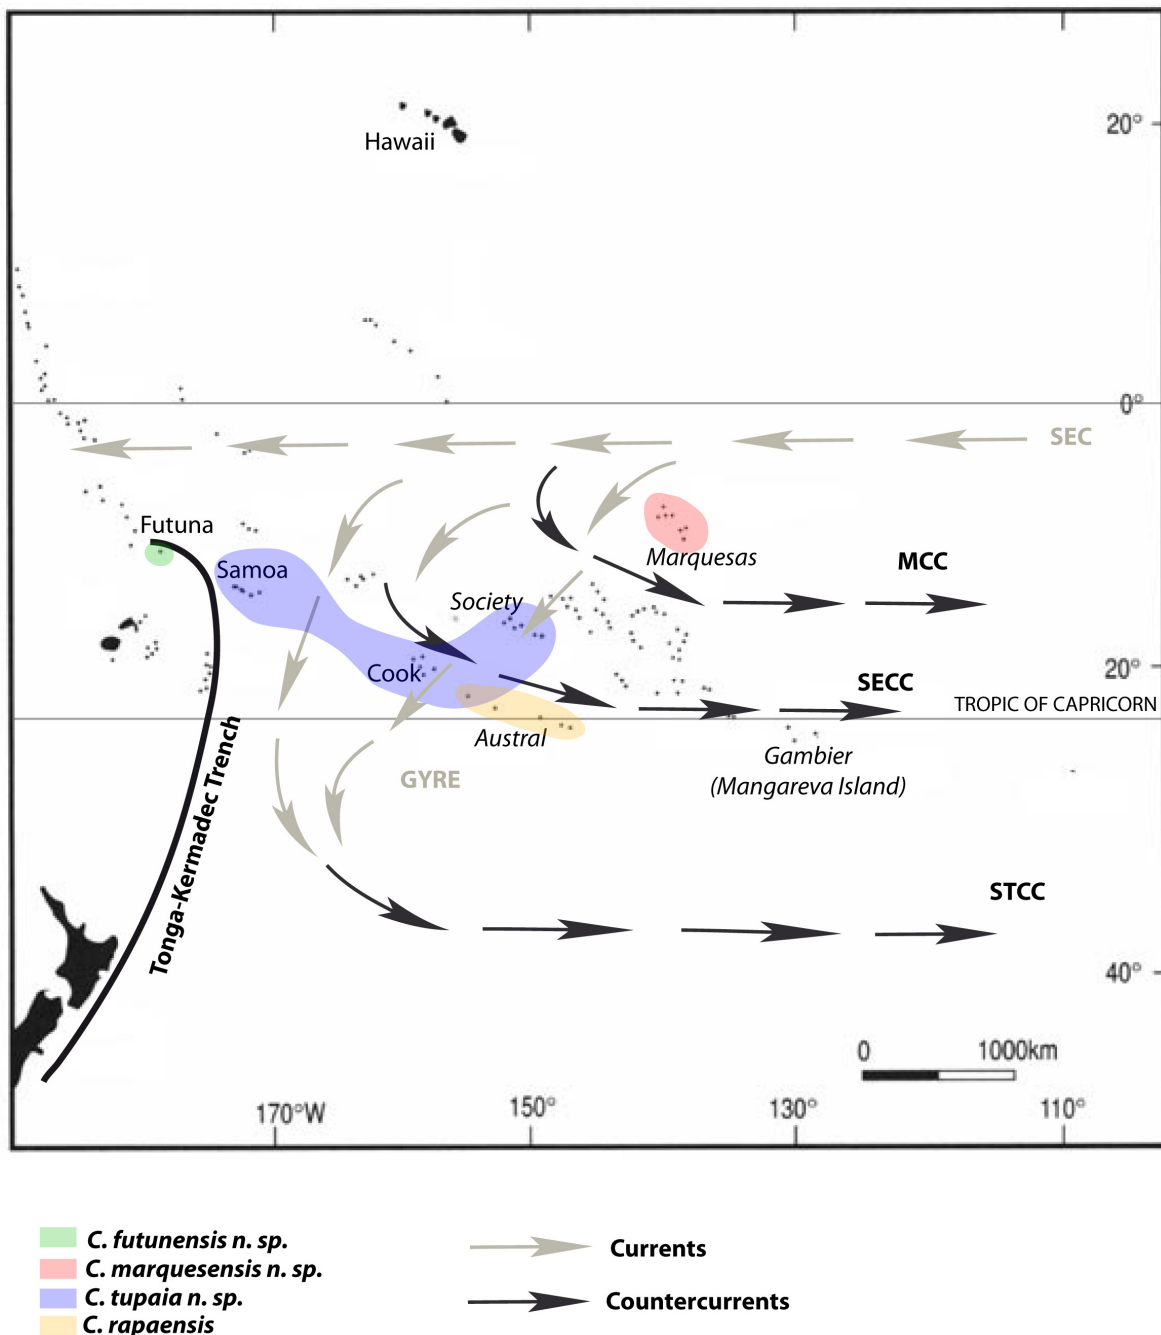 Hawaii
20°
0°
SEC
Futuna
Samoa
Marquesas
MCC
Society
Cook
20°
SECC
TROPIC OF CAPRICORN
Austral
Gambier
(Mangareva Island)
GYRE
Tonga-Kermadec Trench
STCC
40°
0 1000km
170°W 150° 130° 110°
C. futunensis n. sp.
C. marquesensis n. sp.
C. tupaia n. sp.
C. rapaensis
Currents
Countercurrents